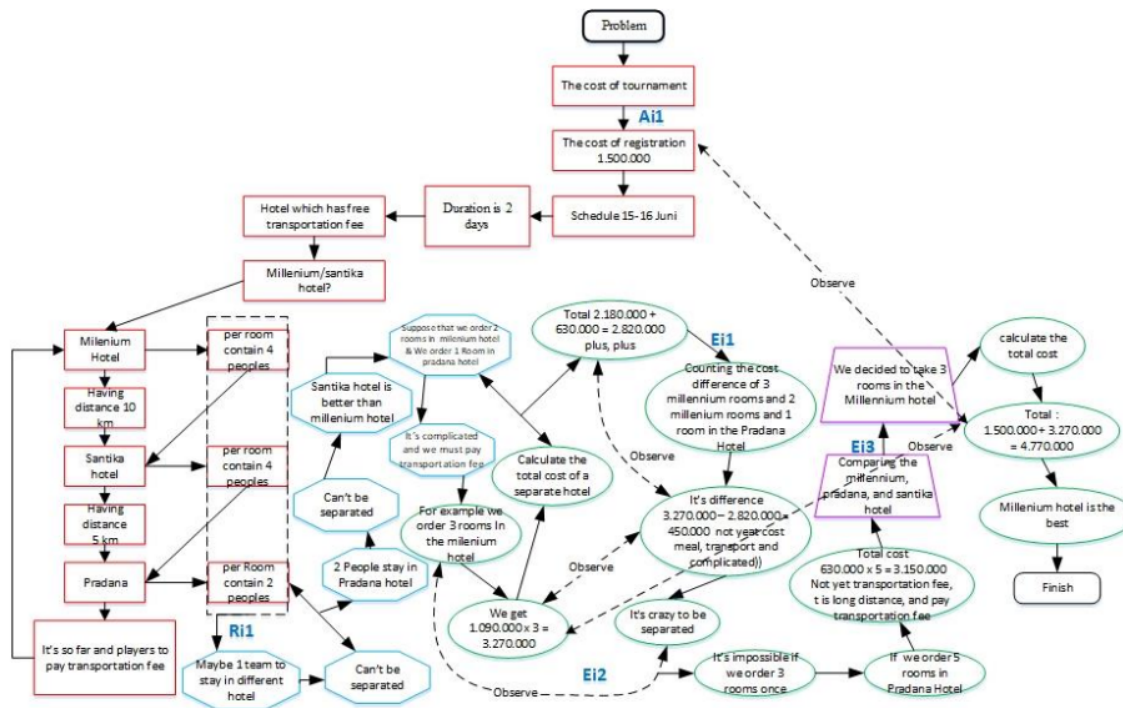 Problem
The cost of tournament
Ai1
The cost of registration
1.500.000
Schedule 15-16 Juni
Duration is 2
days
Hotel which has free
transportation fee
Millenium/santika
hotel?
Milenium
Hotel
per room
contain 4
peoples
Having
distance 10
km
Santika
hotel
per room
contain 4
peoples
Having
distance
5 km
Pradana
per Room
contain 2
peoples
It's so far and players to
pay transportation fee
Ri1
Maybe 1 team to
stay in different
hotel
Can't be
separated
2 People stay in
Pradana hotel
Can't be
separated
Santika hotel is
better than
millenium hotel
Suppose that we order 2
rooms in milenium hotel
& We order 1 Room in
pradana hotel
It's complicated
and we must pay
transportation fee
For example we
order 3 rooms In
the milenium
hotel
We get
1.090.000 x 3 =
3.270.000
Calculate the
total cost of a
separate hotel
Total 2.180.000 +
630.000 = 2.820.000
plus, plus
Ei1
Counting the cost
difference of 3
millennium rooms and 2
milenium rooms and 1
room in the Pradana
Hotel
Observe
It's difference
3.270.000 – 2.820.000 =
450.000 not year cost
meal, transport and
complicated))
Observe
It's crazy to be
separated
Observe
Ei2
It's impossible if
we order 3
rooms once
If we order 5
rooms in
Pradana Hotel
Total cost
630.000 x 5 = 3.150.000
Not yet transportation fee,
t is long distance, and pay
transportation fee
Comparing the
millennium,
pradana, and santika
hotel
Ei3
We decided to take 3
rooms in the
Millennium hotel
Observe
Observe
calculate the
total cost
Total :
1.500.000 + 3.270.000
= 4.770.000
Millenium hotel is the
best
Finish